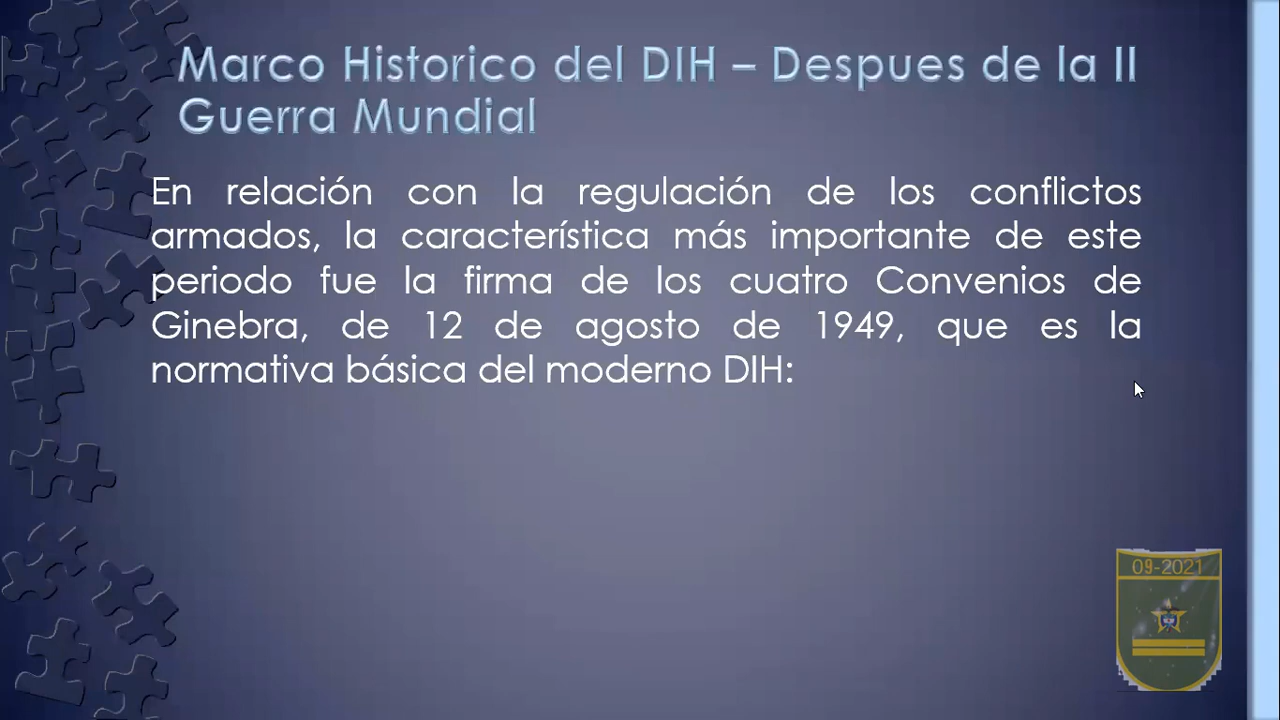 Marco Historico del DIH – Despues de la II
Guerra Mundial
En relación con la regulación de los conflictos
armados, la característica más importante de este
periodo fue la firma de los cuatro Convenios de
Ginebra, de 12 de agosto de 1949, que es la
normativa básica del moderno DIH:
09-2021